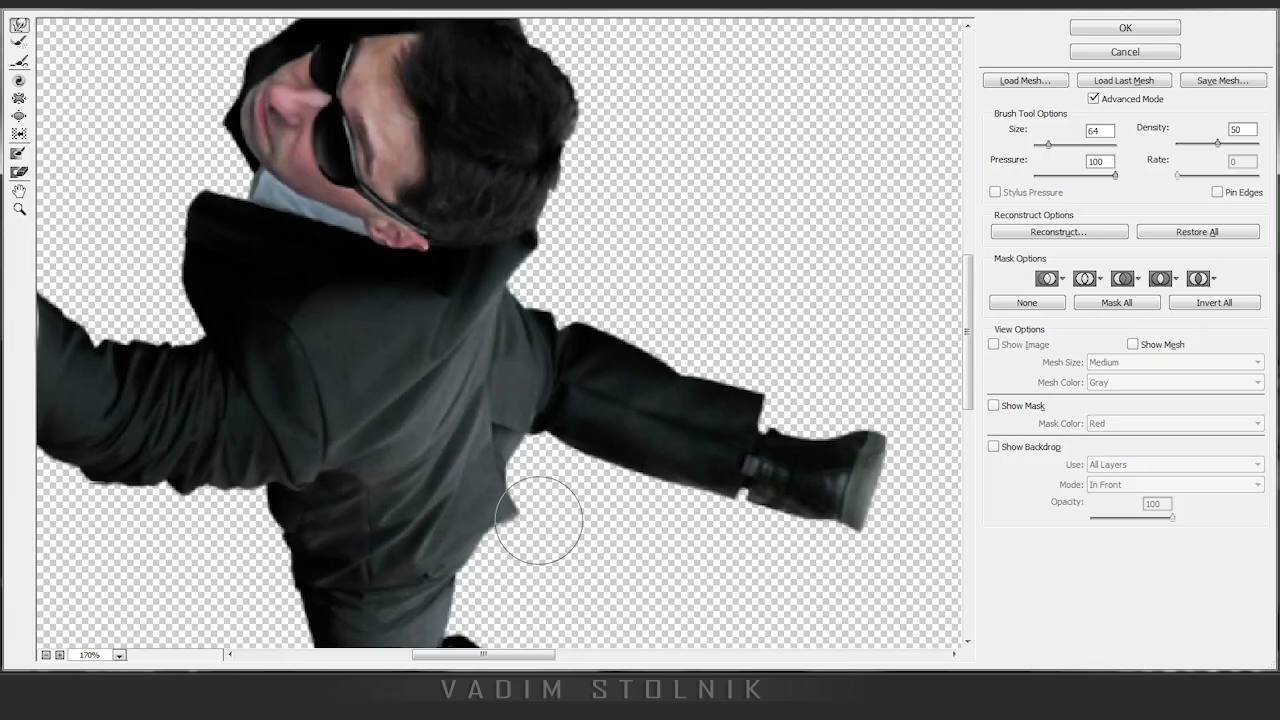 OK
Cancel
Load Mesh... Load Last Mesh Save Mesh...
Advanced Mode
Brush Tool Options
Size: 64 Density: 50
Pressure: 100 Rate: 0
Stylus Pressure Pin Edges
Reconstruct Options
Reconstruct... Restore All
Mask Options
None Mask All Invert All
View Options
Show Image Show Mesh
Mesh Size: Medium
Mesh Color: Gray
Show Mask
Mask Color: Red
Show Backdrop
Use: All Layers
Mode: In Front
Opacity: 100
170%
VADIM STOLNIK